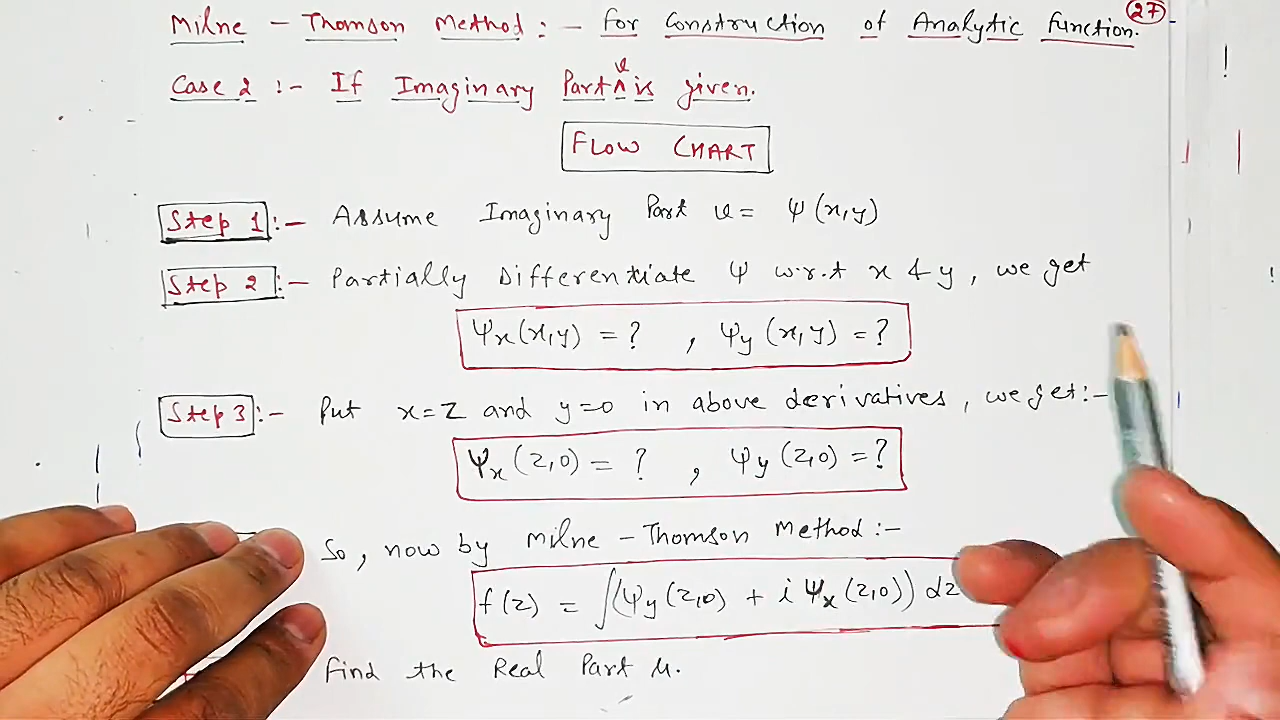 Milne - Thomson Method :- For Construction of Analytic Function. 27
Case 2 :- If Imaginary Part v is given.
FLOW CHART
Step 1 :- Assume Imaginary Part v = ψ(x,y)
Step 2 :- Partially Differentiate ψ w.r.t x & y, we get
ψx(x,y) = ? , ψy(x,y) = ?
Step 3 :- Put x=z and y=0 in above derivatives, we get:-
ψx(z,0) = ? , ψy(z,0) = ?
So, now by Milne - Thomson Method :-
f(z) = ∫(ψy(z,0) + i ψx(z,0)) dz
Find the Real Part u.